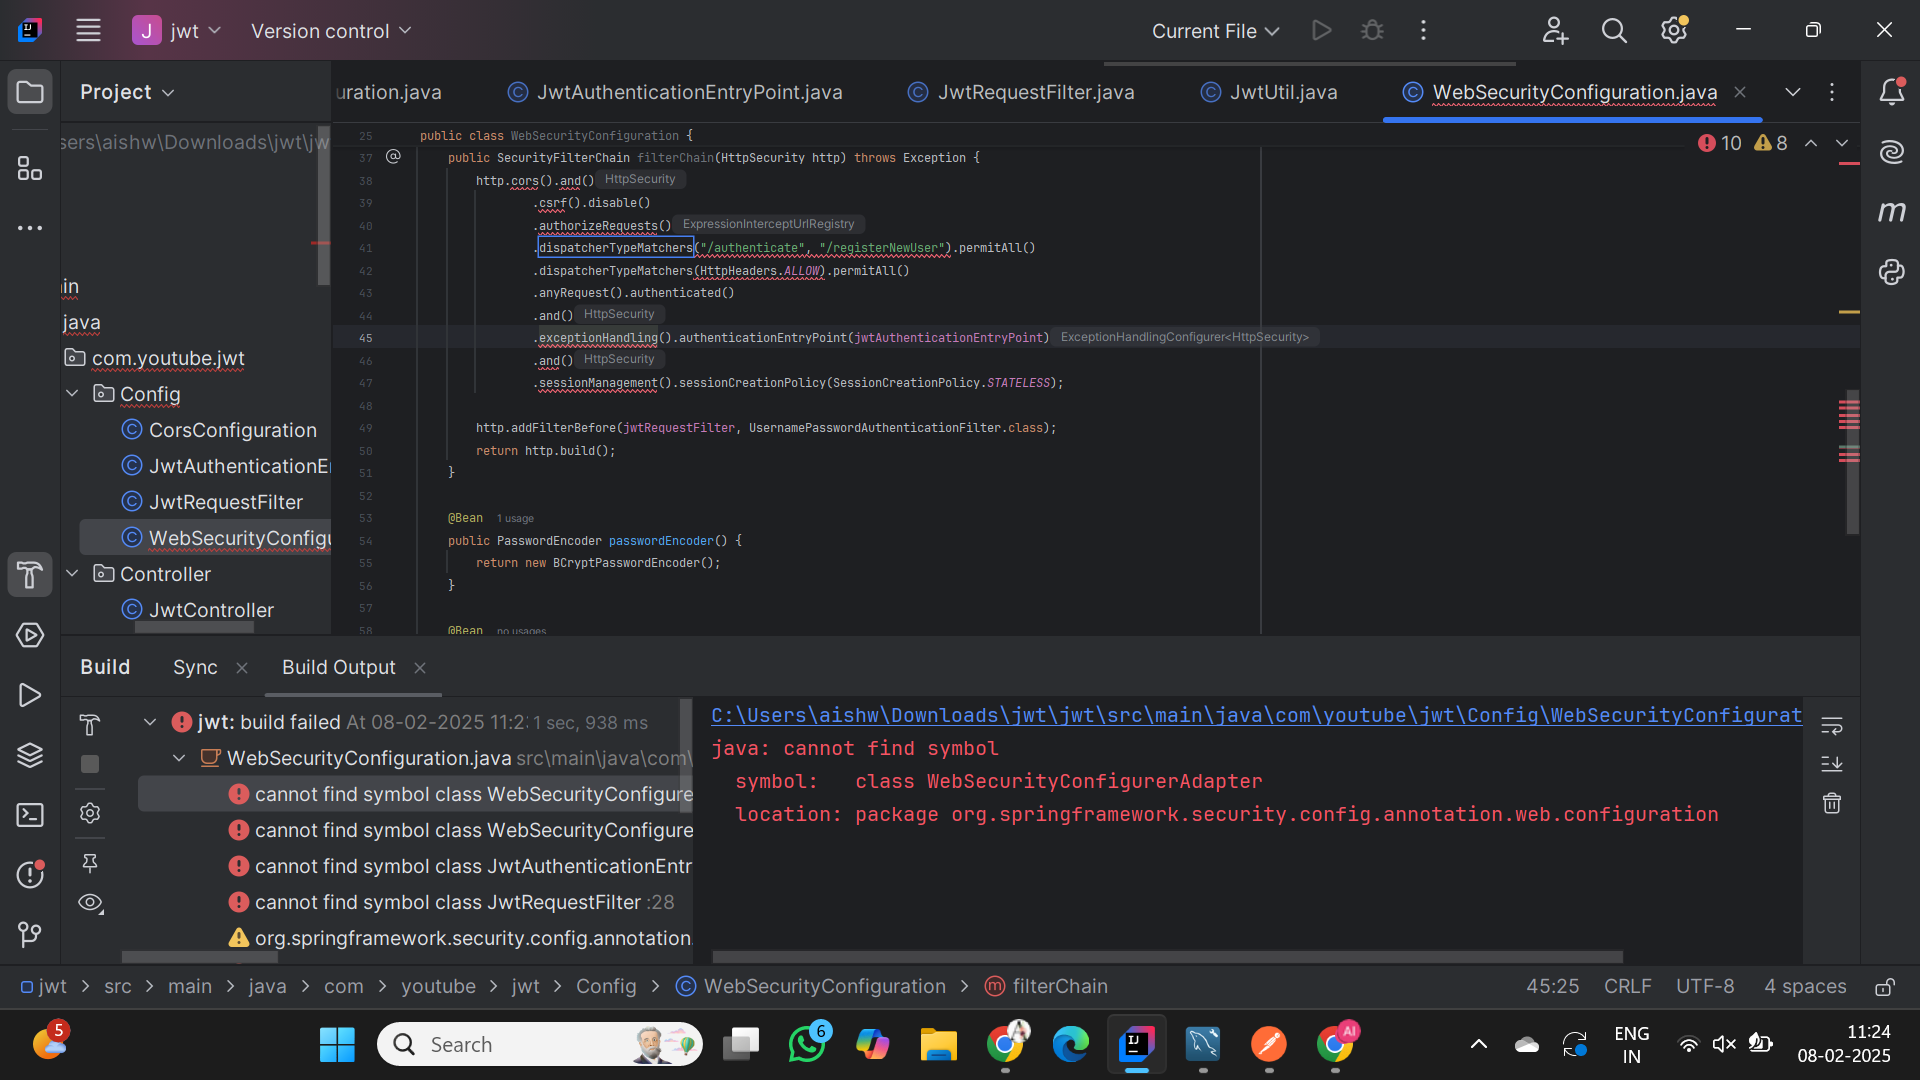 J jwt Version control Current File
Project
uration.java JwtAuthenticationEntryPoint.java JwtRequestFilter.java JwtUtil.java WebSecurityConfiguration.java
sers\aishw\Downloads\jwt\jw
java
com.youtube.jwt
Config
CorsConfiguration
JwtAuthenticationE
JwtRequestFilter
WebSecurityConfigu
Controller
JwtController
10 8
25 public class WebSecurityConfiguration {
37 @ public SecurityFilterChain filterChain(HttpSecurity http) throws Exception {
38 http.cors().and() HttpSecurity
39 .csrf().disable()
40 .authorizeRequests() ExpressionInterceptUrlRegistry
41 .dispatcherTypeMatchers("/authenticate", "/registerNewUser").permitAll()
42 .dispatcherTypeMatchers(HttpHeaders.ALLOW).permitAll()
43 .anyRequest().authenticated()
44 .and() HttpSecurity
45 .exceptionHandling().authenticationEntryPoint(jwtAuthenticationEntryPoint) ExceptionHandlingConfigurer<HttpSecurity>
46 .and() HttpSecurity
47 .sessionManagement().sessionCreationPolicy(SessionCreationPolicy.STATELESS);
48
49 http.addFilterBefore(jwtRequestFilter, UsernamePasswordAuthenticationFilter.class);
50 return http.build();
51 }
52
53 @Bean 1 usage
54 public PasswordEncoder passwordEncoder() {
55 return new BCryptPasswordEncoder();
56 }
57
58 @Bean no usages
Build Sync Build Output
jwt: build failed At 08-02-2025 11:2 1 sec, 938 ms
WebSecurityConfiguration.java src\main\java\com\
cannot find symbol class WebSecurityConfigure
cannot find symbol class WebSecurityConfigure
cannot find symbol class JwtAuthenticationEntr
cannot find symbol class JwtRequestFilter :28
org.springframework.security.config.annotation.
C:\Users\aishw\Downloads\jwt\jwt\src\main\java\com\youtube\jwt\Config\WebSecurityConfigurat
java: cannot find symbol
symbol: class WebSecurityConfigurerAdapter
location: package org.springframework.security.config.annotation.web.configuration
jwt > src > main > java > com > youtube > jwt > Config > WebSecurityConfiguration > filterChain
45:25 CRLF UTF-8 4 spaces
5
Search
6
AI
ENG
IN
11:24
08-02-2025